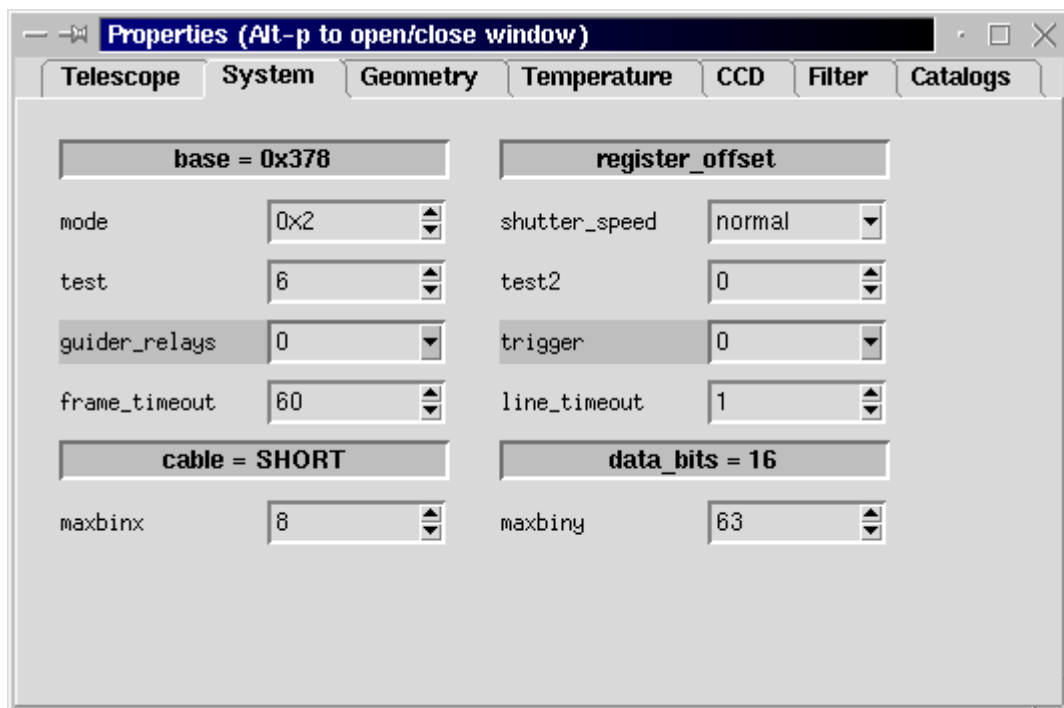 Properties (Alt-p to open/close window)
Telescope System Geometry Temperature CCD Filter Catalogs
base = 0x378 register_offset
mode 0x2 shutter_speed normal
test 6 test2 0
guider_relays 0 trigger 0
frame_timeout 60 line_timeout 1
cable = SHORT data_bits = 16
maxbinx 8 maxbiny 63